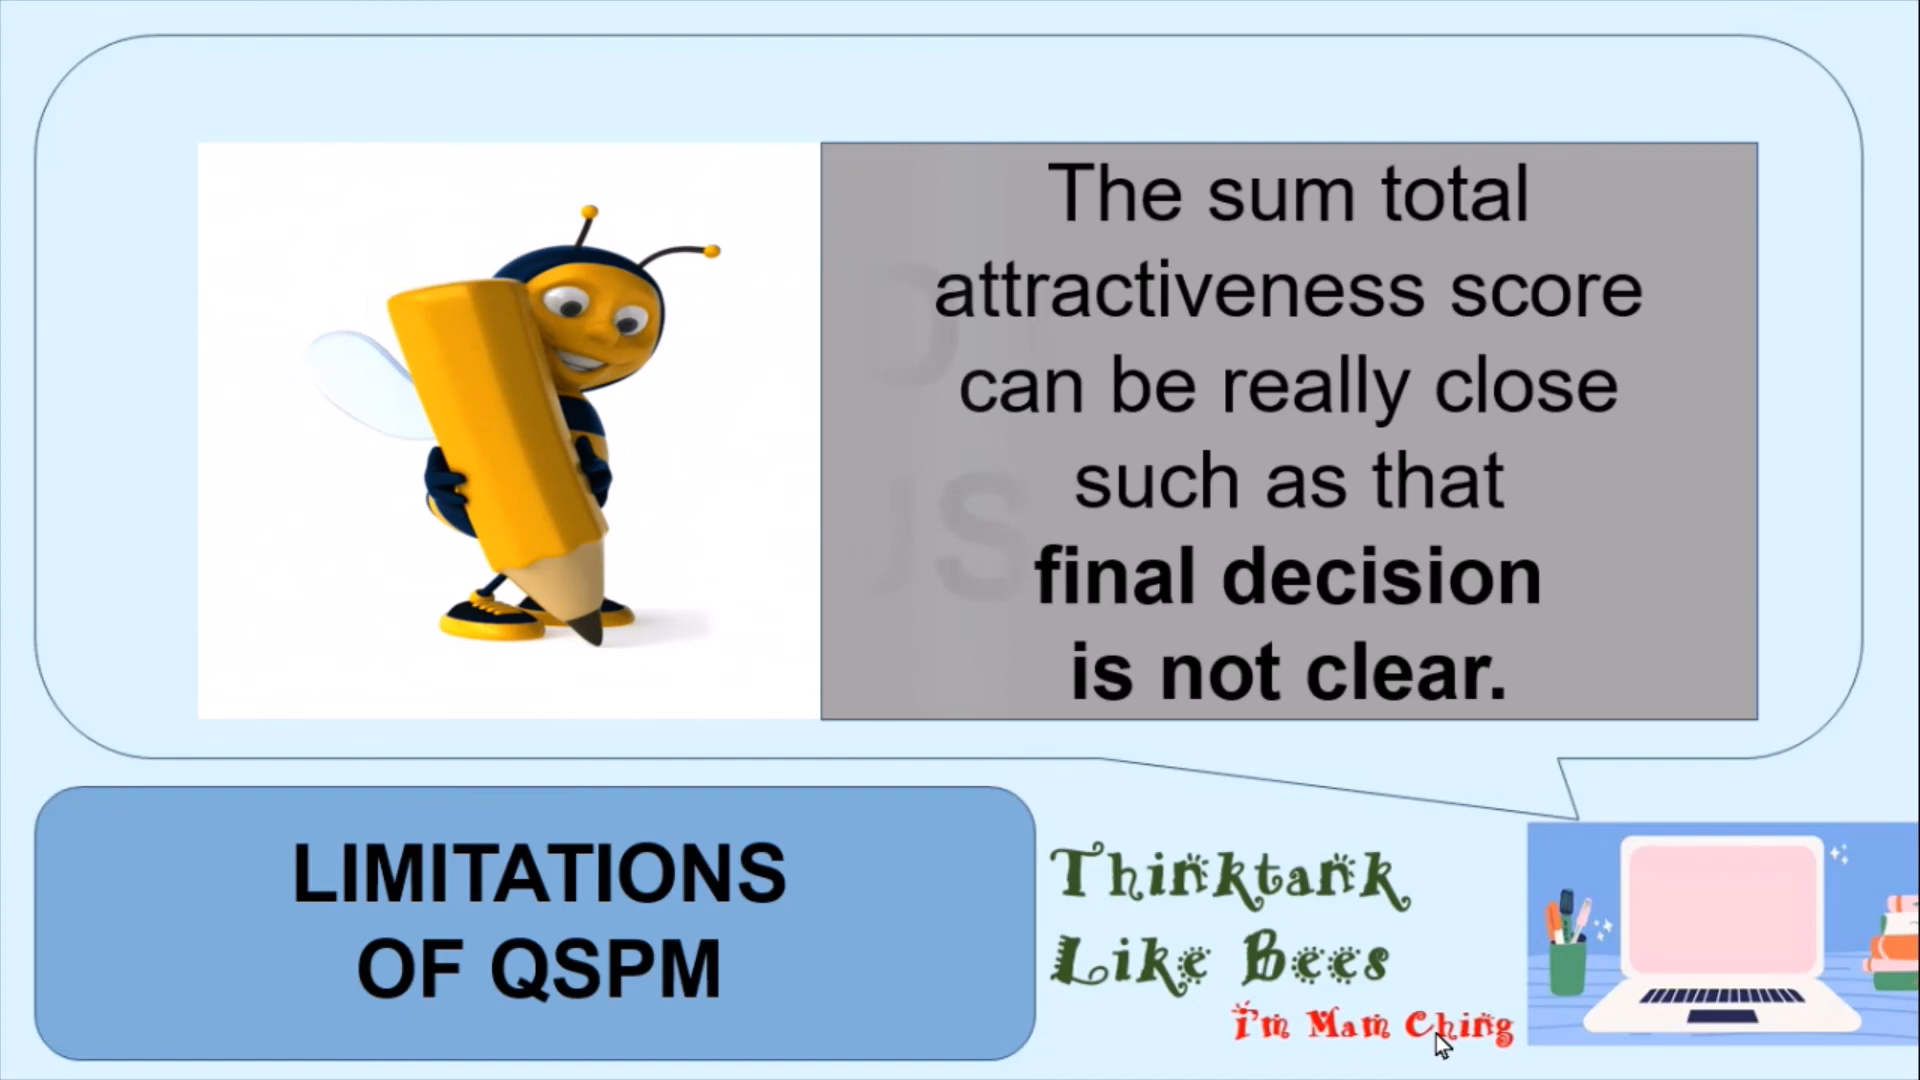 The sum total
attractiveness score
can be really close
such as that
final decision
is not clear.
LIMITATIONS
OF QSPM
Thinktank
Like Bees
I'm Mam Ching